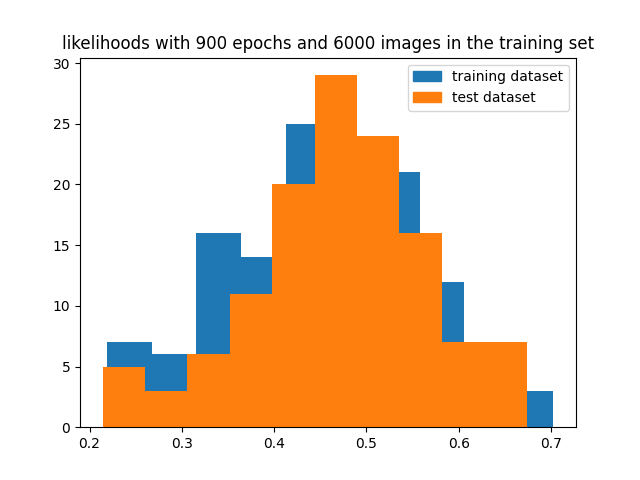 likelihoods with 900 epochs and 6000 images in the training set
training dataset
test dataset
30
25
20
15
10
5
0
0.2 0.3 0.4 0.5 0.6 0.7